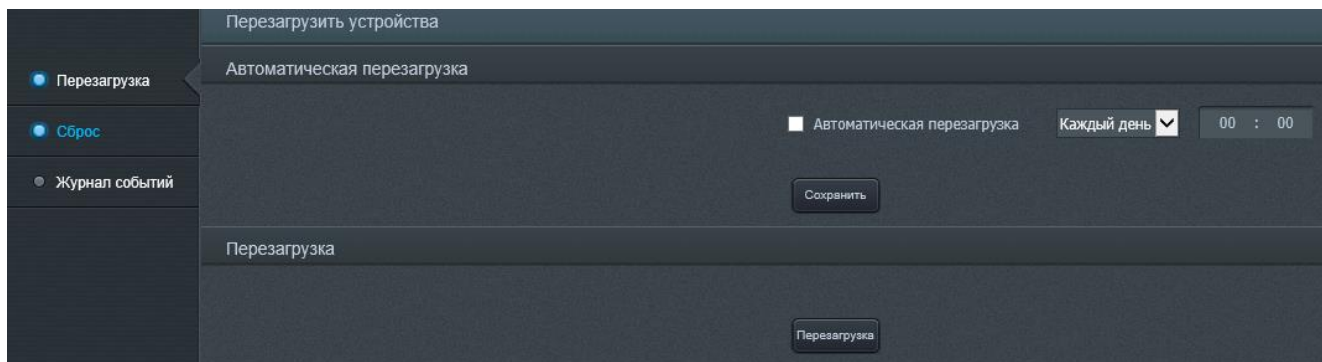 Перезагрузить устройства
Автоматическая перезагрузка
Перезагрузка
Сброс
Журнал событий
Автоматическая перезагрузка Каждый день 00 : 00
Сохранить
Перезагрузка
Перезагрузка